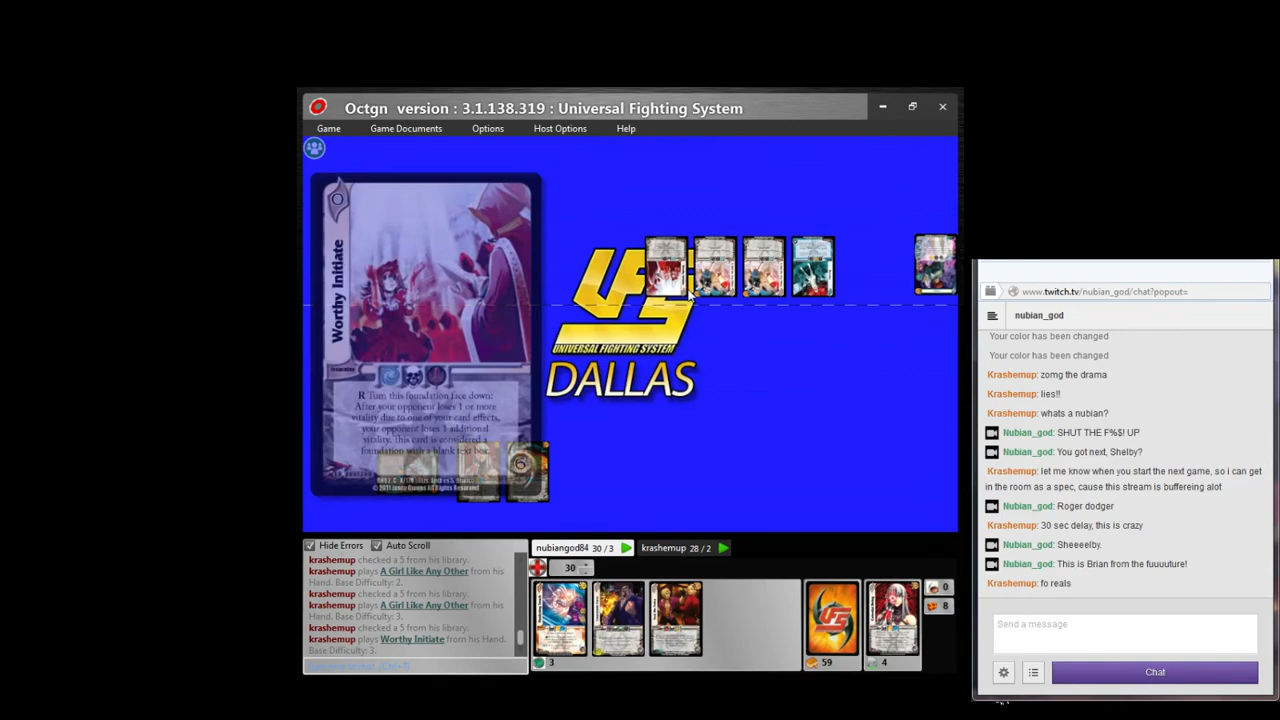 Octgn version : 3.1.138.319 : Universal Fighting System
Game Game Documents Options Host Options Help
Worthy Initiate
Foundation
R Turn this foundation face down:
After your opponent loses 1 or more
vitality due to one of your card effects,
your opponent loses 1 additional
vitality. This card is considered a
foundation with a blank text box.
UFS
UNIVERSAL FIGHTING SYSTEM
DALLAS
Hide Errors Auto Scroll
krashemup checked a 5 from his library.
krashemup plays A Girl Like Any Other from his
Hand. Base Difficulty: 2.
krashemup checked a 5 from his library.
krashemup plays A Girl Like Any Other from his
Hand. Base Difficulty: 3.
krashemup checked a 5 from his library.
krashemup plays Worthy Initiate from his Hand.
Base Difficulty: 3.
nubiangod84 30 / 3 krashemup 28 / 2
30
3
UFS
59
4
0
8
www.twitch.tv/nubian_god/chat?popout=
nubian_god
Your color has been changed
Your color has been changed
Krashemup: zomg the drama
Krashemup: lies!!
Krashemup: whats a nubian?
Nubian_god: SHUT THE F%$! UP
Nubian_god: You got next, Shelby?
Krashemup: let me know when you start the next game, so i can get
in the room as a spec, cause this stream is buffereing alot
Nubian_god: Roger dodger
Krashemup: 30 sec delay, this is crazy
Nubian_god: Sheeeelby.
Nubian_god: This is Brian from the fuuuuture!
Krashemup: fo reals
Send a message
Chat